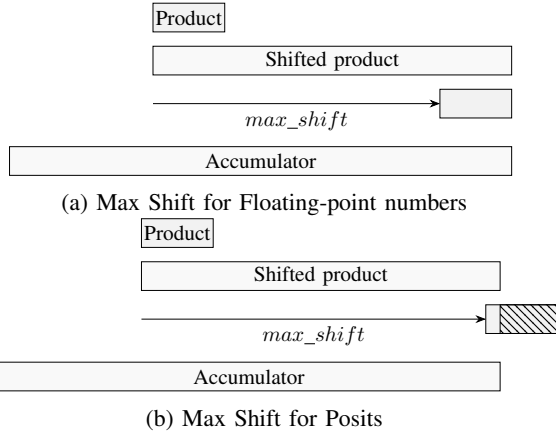 Product
Shifted product
max_shift
Accumulator
(a) Max Shift for Floating-point numbers
Product
Shifted product
max_shift
Accumulator
(b) Max Shift for Posits